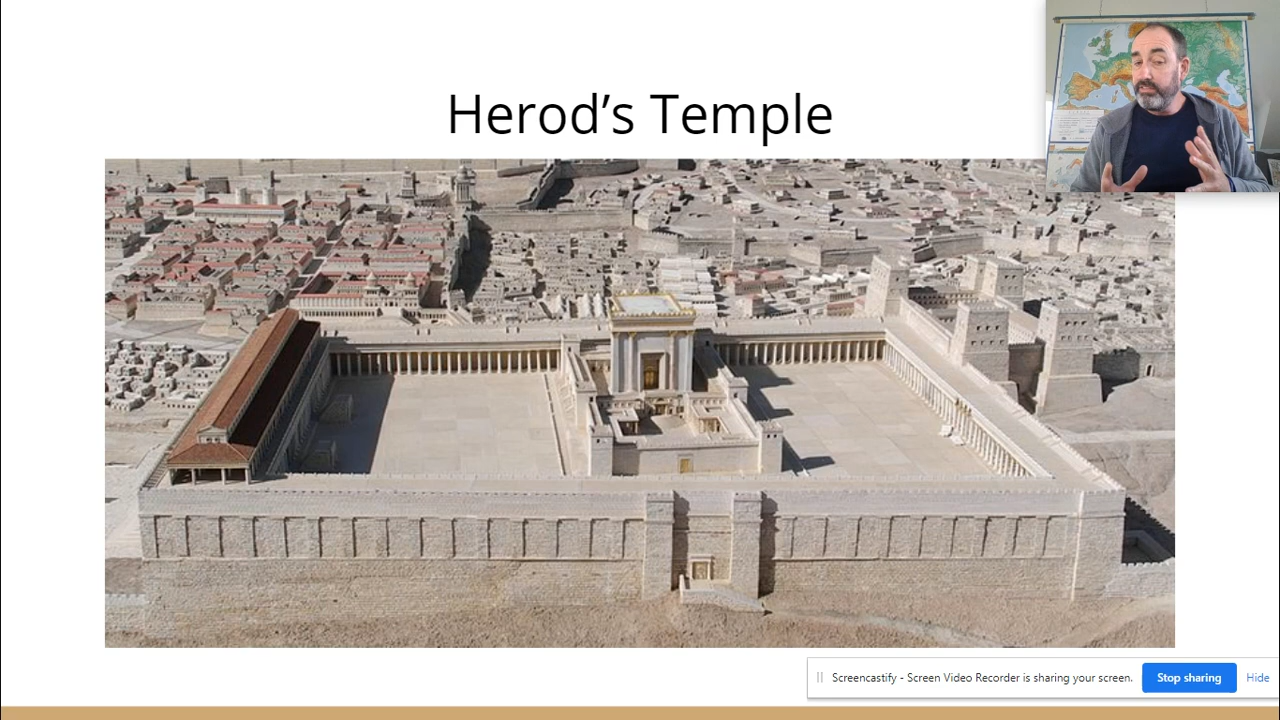 Herod’s Temple
Screencastify - Screen Video Recorder is sharing your screen. Stop sharing Hide